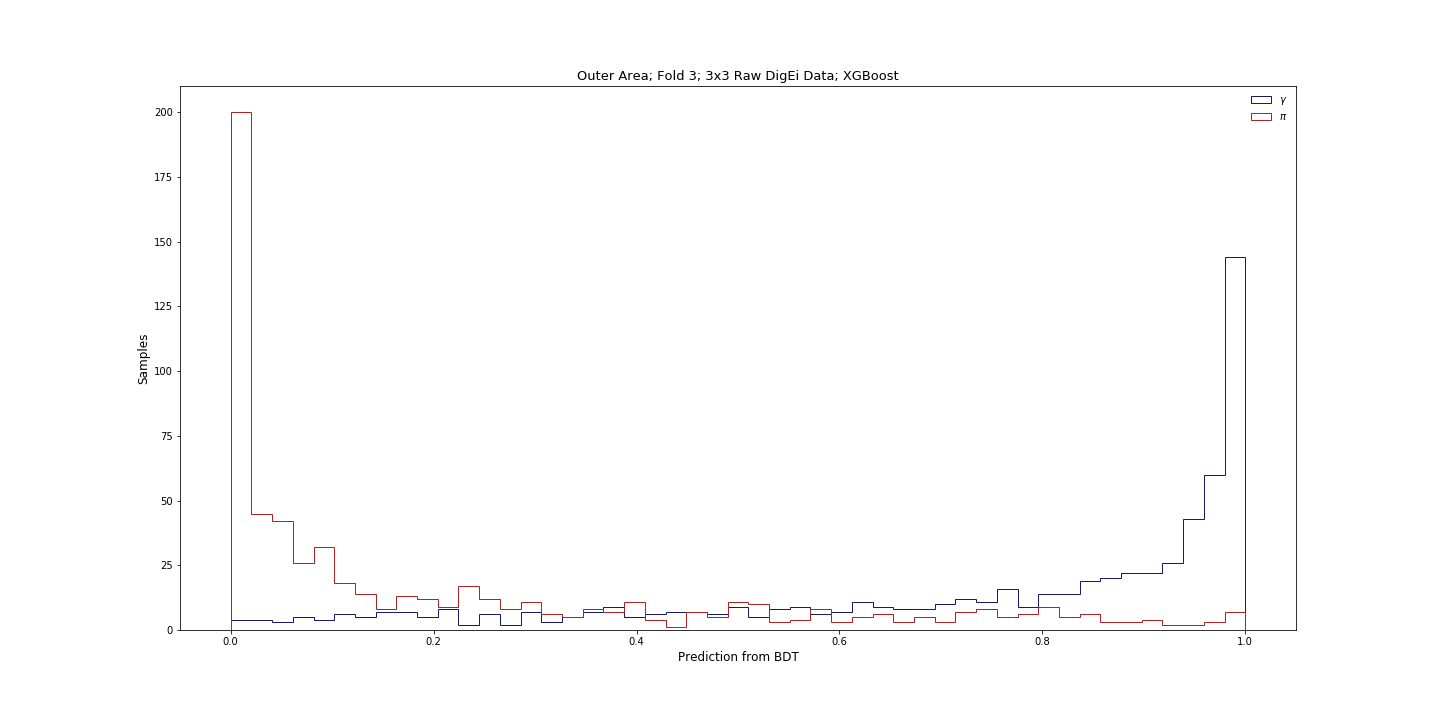 Outer Area; Fold 3; 3x3 Raw DigEi Data; XGBoost
γ
π
200
175
150
125
100
75
50
25
0
Samples
0.0 0.2 0.4 0.6 0.8 1.0
Prediction from BDT